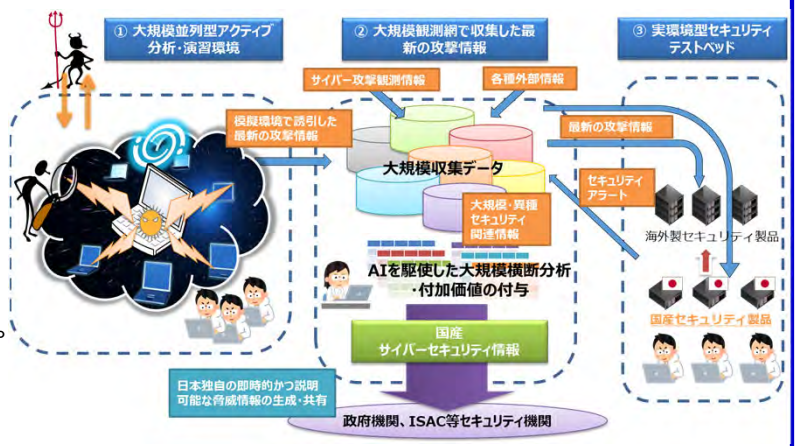 ① 大規模並列型アクティブ
分析・演習環境
② 大規模観測網で収集した最
新の攻撃情報
③ 実環境型セキュリティ
テストベッド
サイバー攻撃観測情報
各種外部情報
模擬環境で誘引した
最新の攻撃情報
最新の攻撃情報
大規模収集データ
セキュリティ
アラート
大規模・異種
セキュリティ
関連情報
海外製セキュリティ製品
AIを駆使した大規模横断分析
・付加価値の付与
国産セキュリティ製品
。
国産
サイバーセキュリティ情報
日本独自の即時的かつ説明
可能な脅威情報の生成・共有
政府機関、ISAC等セキュリティ機関